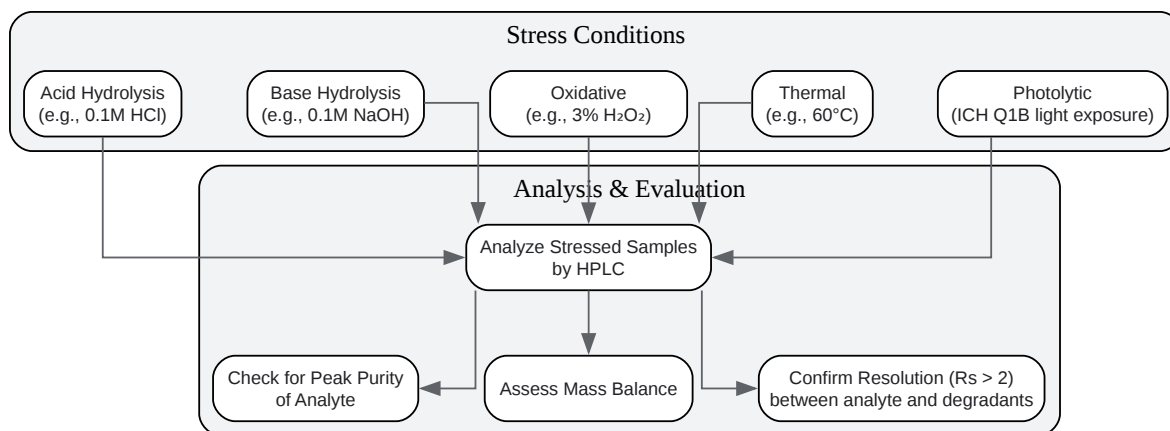 Stress Conditions
Acid Hydrolysis
(e.g., 0.1M HCl)
Base Hydrolysis
(e.g., 0.1M NaOH)
Oxidative
(e.g., 3% H₂O₂)
Thermal
(e.g., 60°C)
Photolytic
(ICH Q1B light exposure)
Analysis & Evaluation
Analyze Stressed Samples
by HPLC
Check for Peak Purity
of Analyte
Assess Mass Balance
Confirm Resolution (Rs > 2)
between analyte and degradants